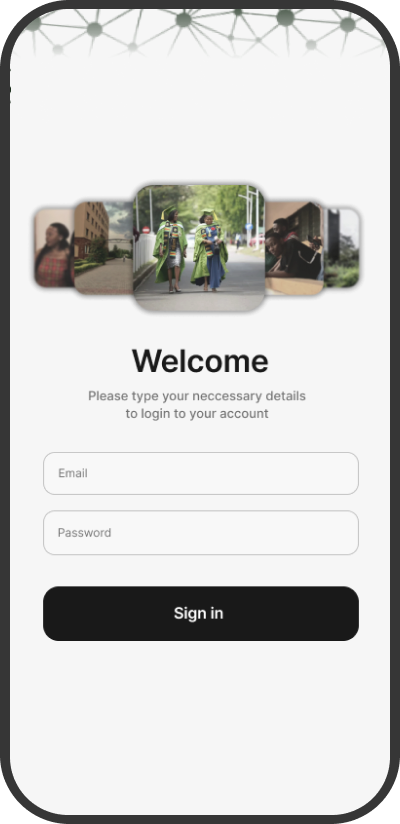 Welcome
Please type your neccessary details
to login to your account
Email
Password
Sign in